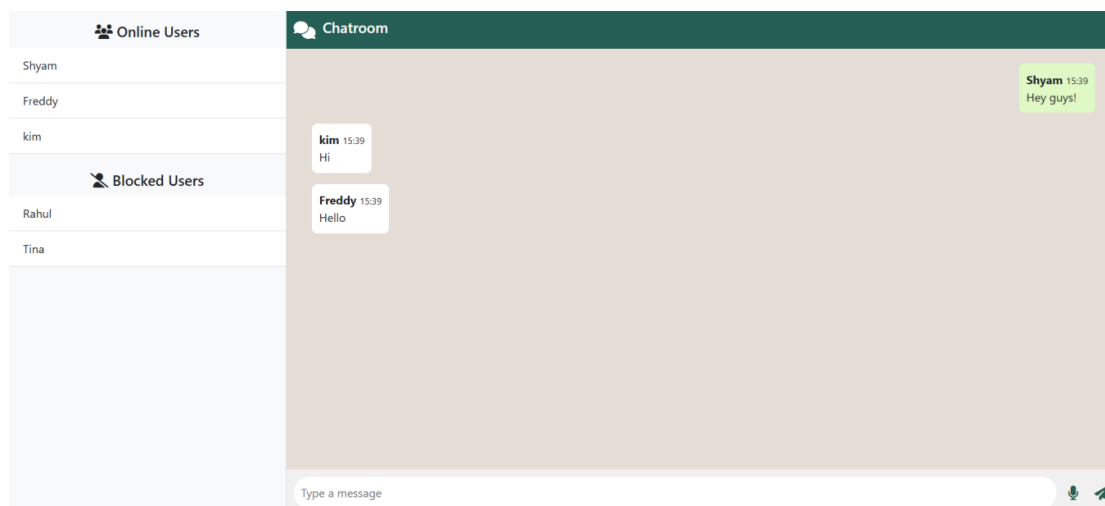 Online Users
Shyam
Freddy
kim
Blocked Users
Rahul
Tina
Chatroom
Shyam 15:39
Hey guys!
kim 15:39
Hi
Freddy 15:39
Hello
Type a message